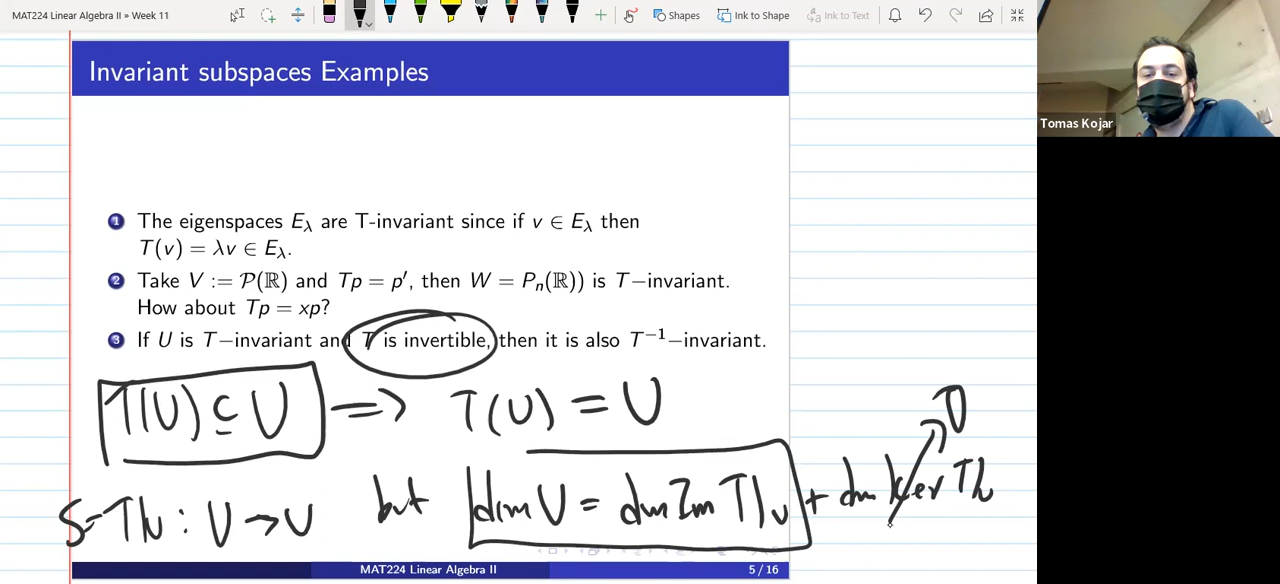 MAT224 Linear Algebra II » Week 11
Shapes
Ink to Shape
Ink to Text
Tomas Kojar
Invariant subspaces Examples
1 The eigenspaces E_λ are T-invariant since if v ∈ E_λ then
T(v) = λv ∈ E_λ.
2 Take V := P(ℝ) and Tp = p′, then W = P_n(ℝ)) is T−invariant.
How about Tp = xp?
3 If U is T−invariant and T is invertible, then it is also T⁻¹−invariant.
T(U) ⊆ U => T(U) = U
S=T|_U : U → U but dim U = dim Im T|_U + dim ker T|_U
MAT224 Linear Algebra II
5 / 16